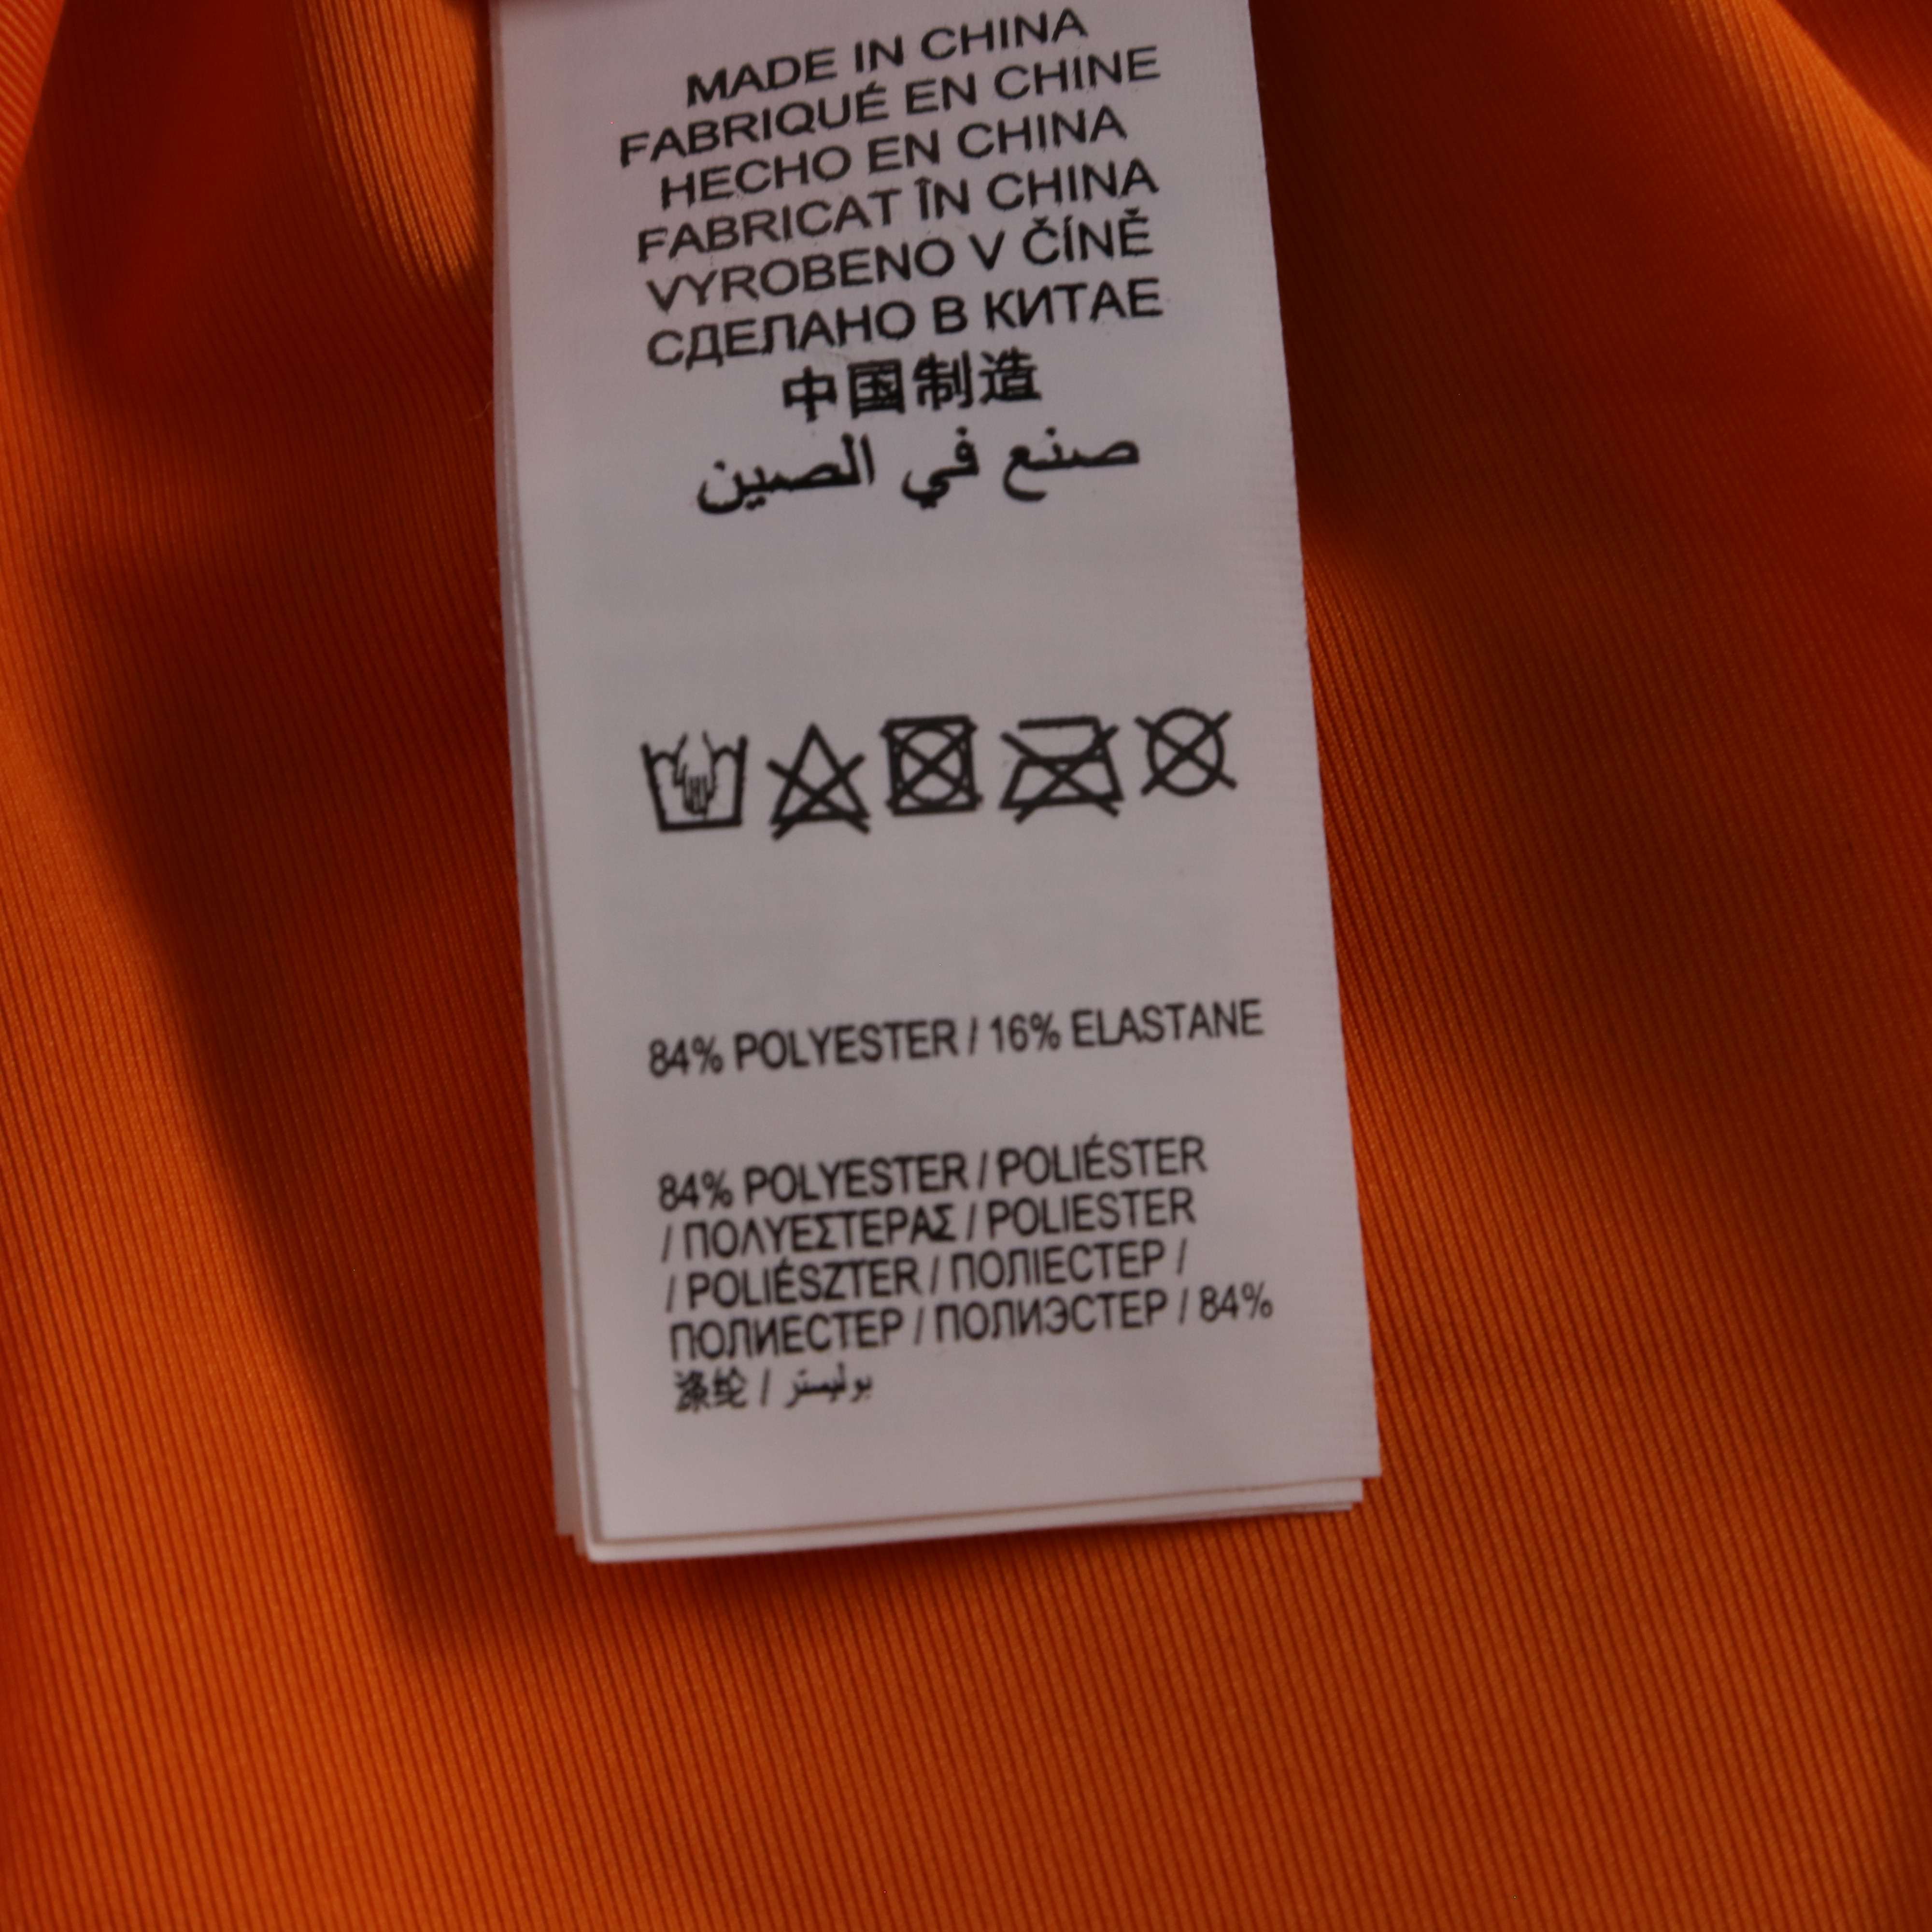 MADE IN CHINA
FABRIQUÉ EN CHINE
HECHO EN CHINA
FABRICAT ÎN CHINA
VYROBENO V ČÍNĚ
СДЕЛАНО В КИТАЕ
中国制造
صنع في الصين
84% POLYESTER / 16% ELASTANE
84% POLYESTER / POLIÉSTER
/ ΠΟΛΥΕΣΤΕΡΑΣ / POLIESTER
/ POLIÉSZTER / ПОЛІЕСТЕР /
ПОЛИЕСТЕР / ПОЛИЭСТЕР / 84%
涤纶 / بوليستر